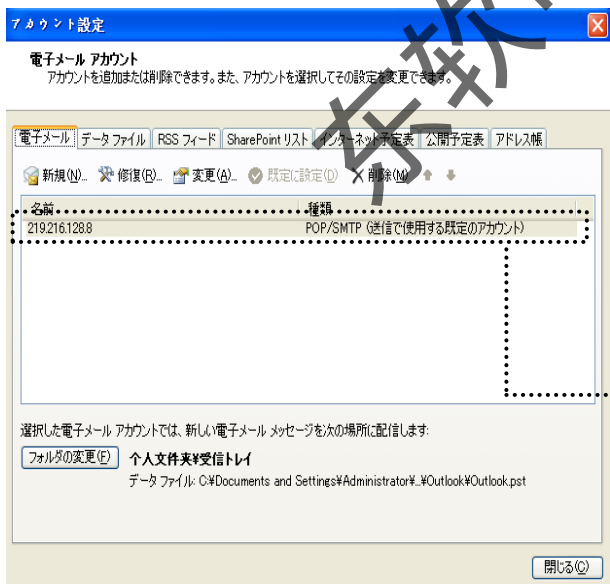 アカウント設定
電子メール アカウント
アカウントを追加または削除できます。また、アカウントを選択してその設定を変更できます。
電子メール データ ファイル RSS フィード SharePoint リスト インターネット予定表 公開予定表 アドレス帳
新規(N)... 修復(R)... 変更(A)... 既定に設定(D) 削除(M)
名前 種類
219.216.128.8 POP/SMTP (送信で使用する既定のアカウント)
選択した電子メール アカウントでは、新しい電子メール メッセージを次の場所に配信します:
フォルダの変更(F) 个人文件夹¥受信トレイ
データ ファイル: C:¥Documents and Settings¥Administrator¥...¥Outlook¥Outlook.pst
閉じる(C)
东软